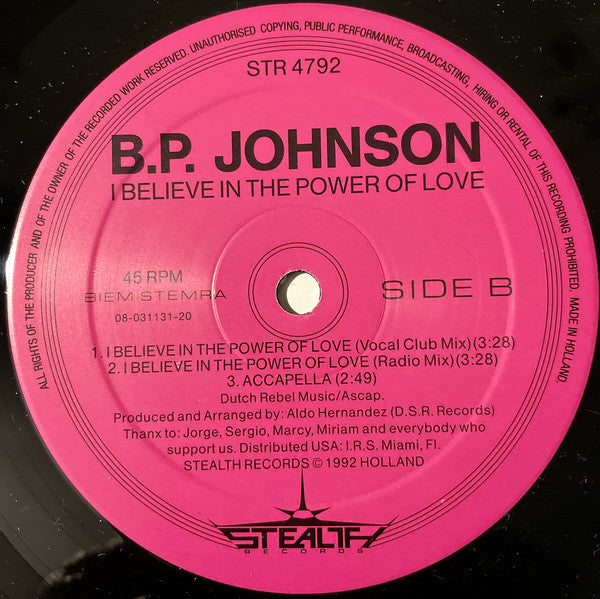 ALL RIGHTS OF THE PRODUCER AND OF THE OWNER OF THE RECORDED WORK RESERVED. UNAUTHORISED COPYING, PUBLIC PERFORMANCE, BROADCASTING, HIRING OR RENTAL OF THIS RECORDING PROHIBITED. MADE IN HOLLAND.
STR 4792
B.P. JOHNSON
I BELIEVE IN THE POWER OF LOVE
45 RPM
BIEM STEMRA
08-031131-20
SIDE B
1. I BELIEVE IN THE POWER OF LOVE (Vocal Club Mix)(3:28)
2. I BELIEVE IN THE POWER OF LOVE (Radio Mix)(3:28)
3. ACCAPELLA (2:49)
Dutch Rebel Music/Ascap.
Produced and Arranged by: Aldo Hernandez (D.S.R. Records)
Thanx to: Jorge, Sergio, Marcy, Miriam and everybody who
support us. Distributed USA: I.R.S. Miami, Fl.
STEALTH RECORDS © 1992 HOLLAND
STEALTH
RECORDS